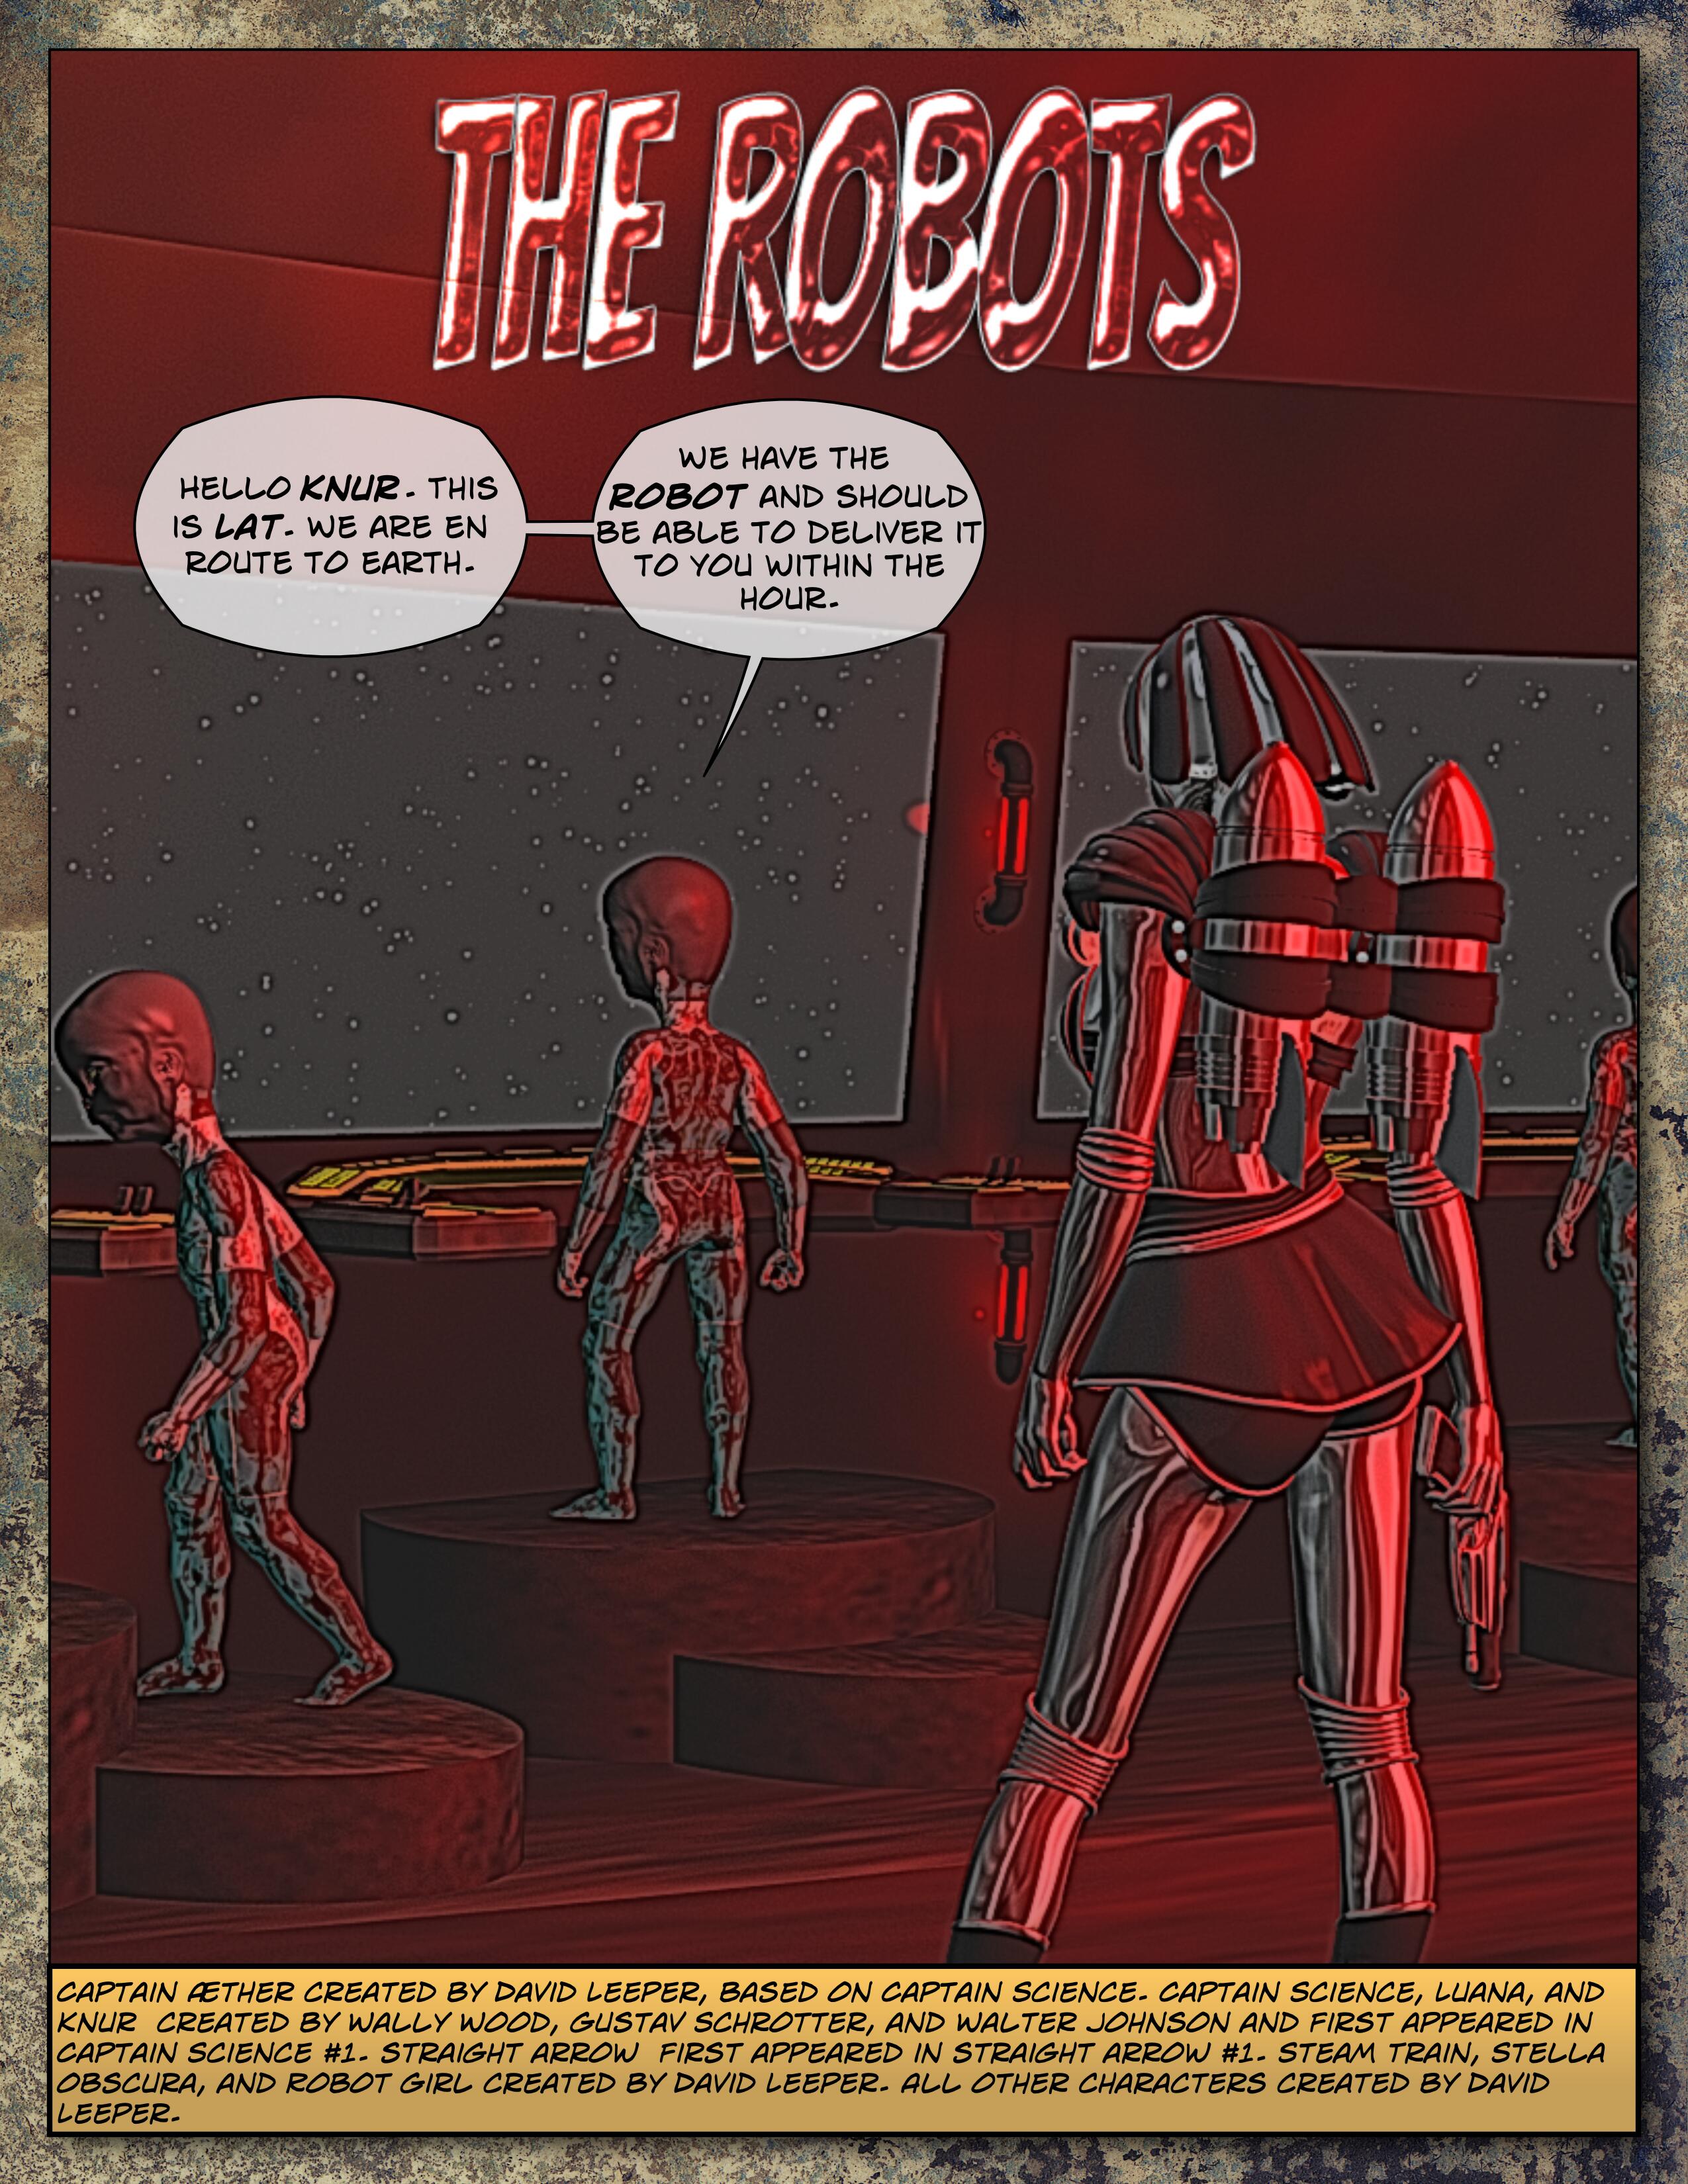 THE ROBOTS
HELLO KNUR. THIS
IS LAT. WE ARE EN
ROUTE TO EARTH.
WE HAVE THE
ROBOT AND SHOULD
BE ABLE TO DELIVER IT
TO YOU WITHIN THE
HOUR.
CAPTAIN ÆTHER CREATED BY DAVID LEEPER, BASED ON CAPTAIN SCIENCE. CAPTAIN SCIENCE, LUANA, AND
KNUR CREATED BY WALLY WOOD, GUSTAV SCHROTTER, AND WALTER JOHNSON AND FIRST APPEARED IN
CAPTAIN SCIENCE #1. STRAIGHT ARROW FIRST APPEARED IN STRAIGHT ARROW #1. STEAM TRAIN, STELLA
OBSCURA, AND ROBOT GIRL CREATED BY DAVID LEEPER. ALL OTHER CHARACTERS CREATED BY DAVID
LEEPER.